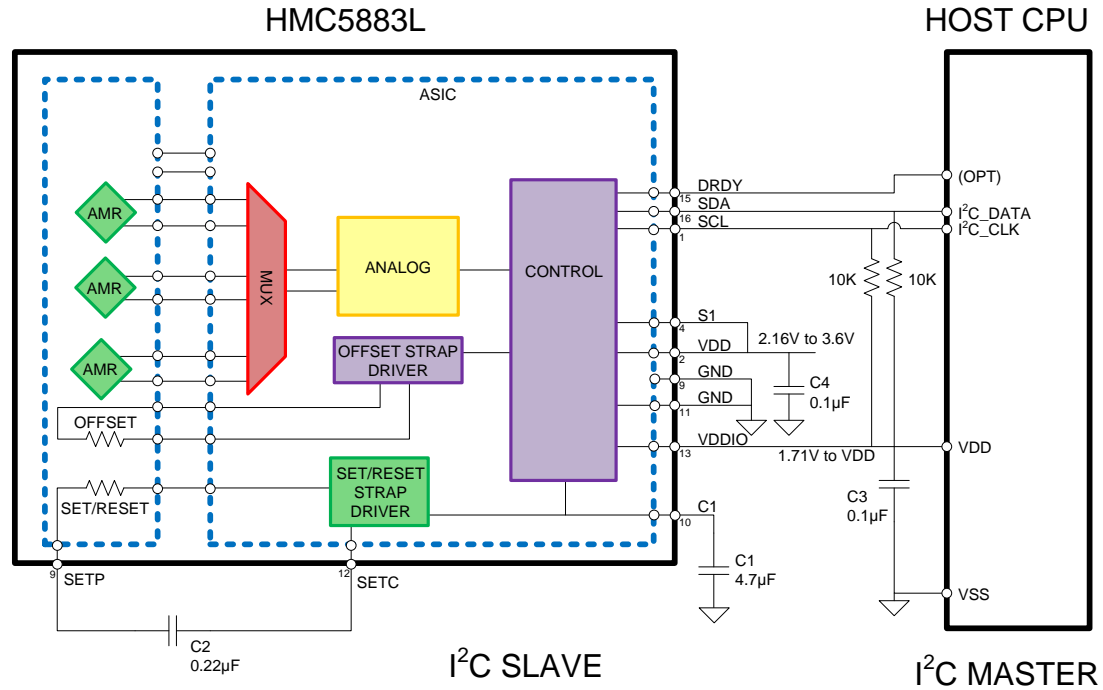 HMC5883L
HOST CPU
ASIC
AMR
AMR
AMR
MUX
ANALOG
CONTROL
OFFSET STRAP
DRIVER
OFFSET
SET/RESET
STRAP
DRIVER
SET/RESET
DRDY
15
SDA
16
SCL
1
S1
4
VDD
2
GND
9
GND
11
VDDIO
13
C1
10
2.16V to 3.6V
C4
0.1µF
1.71V to VDD
10K
10K
(OPT)
I²C_DATA
I²C_CLK
VDD
C3
0.1µF
VSS
C1
4.7µF
9
SETP
12
SETC
C2
0.22µF
I²C SLAVE
I²C MASTER